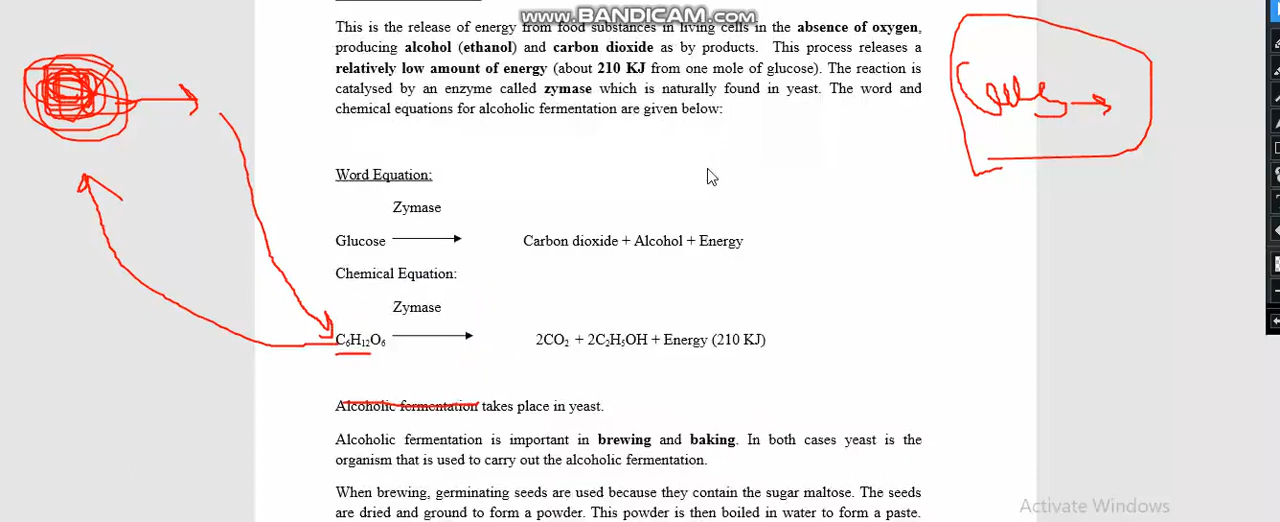 www.BANDICAM.com
This is the release of energy from food substances in living cells in the absence of oxygen,
producing alcohol (ethanol) and carbon dioxide as by products. This process releases a
relatively low amount of energy (about 210 KJ from one mole of glucose). The reaction is
catalysed by an enzyme called zymase which is naturally found in yeast. The word and
chemical equations for alcoholic fermentation are given below:
Word Equation:
Zymase
Glucose ⟶ Carbon dioxide + Alcohol + Energy
Chemical Equation:
Zymase
C₆H₁₂O₆ ⟶ 2CO₂ + 2C₂H₅OH + Energy (210 KJ)
Alcoholic fermentation takes place in yeast.
Alcoholic fermentation is important in brewing and baking. In both cases yeast is the
organism that is used to carry out the alcoholic fermentation.
When brewing, germinating seeds are used because they contain the sugar maltose. The seeds
are dried and ground to form a powder. This powder is then boiled in water to form a paste.
Activate Windows